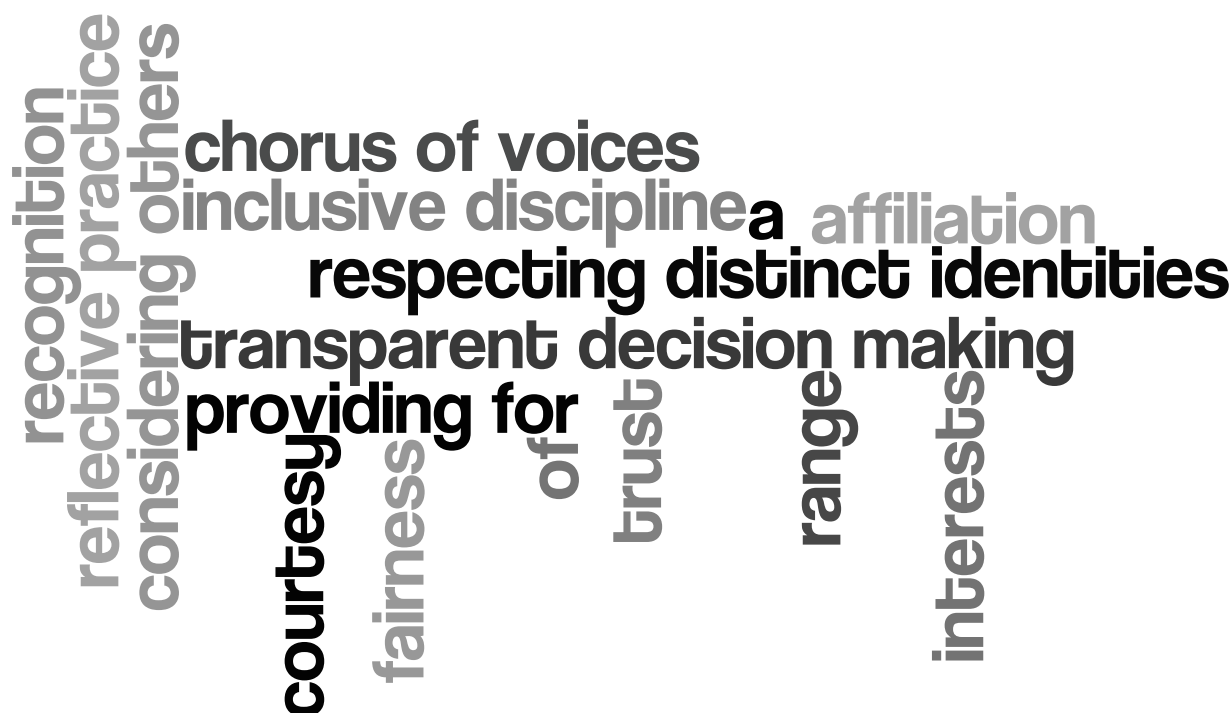 recognition
reflective practice
considering others
chorus of voices
inclusive discipline
a
affiliation
respecting distinct identities
transparent decision making
providing for
courtesy
fairness
of
trust
range
interests